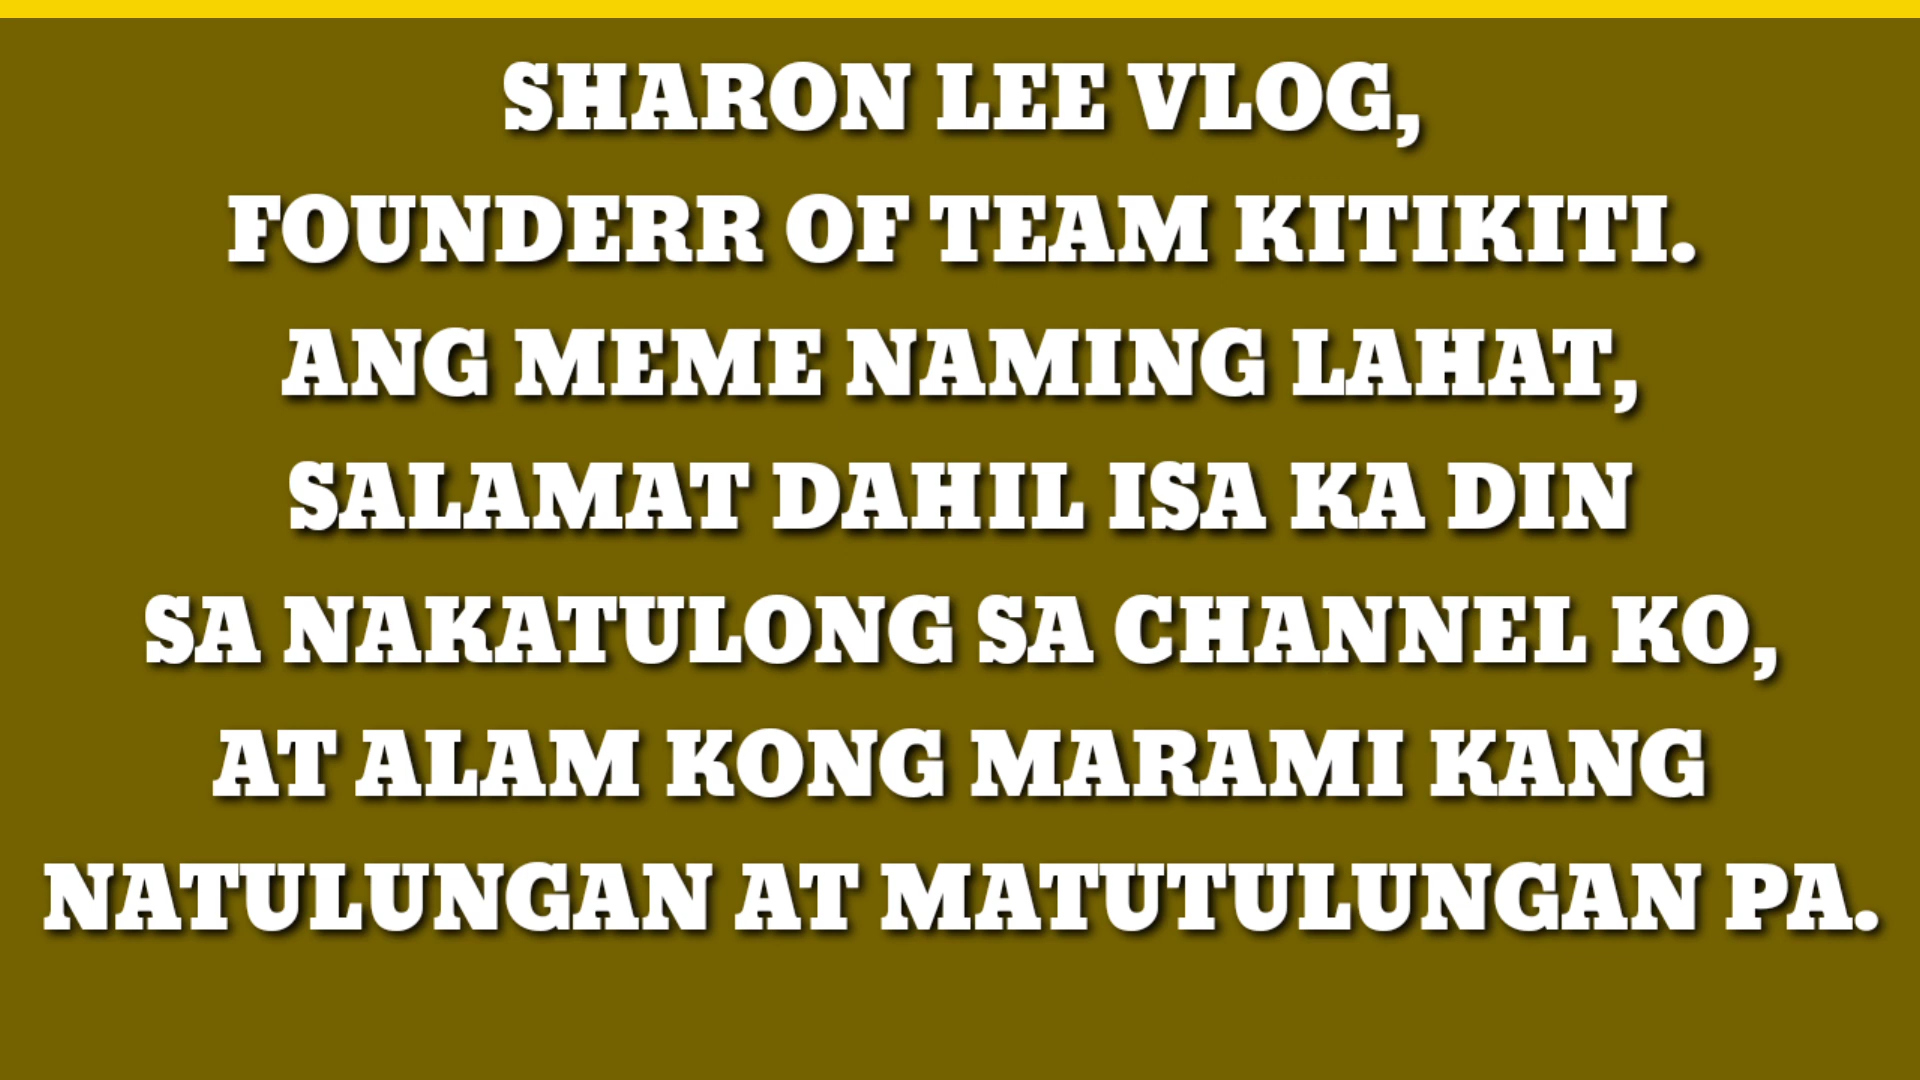 SHARON LEE VLOG,
FOUNDERR OF TEAM KITIKITI.
ANG MEME NAMING LAHAT,
SALAMAT DAHIL ISA KA DIN
SA NAKATULONG SA CHANNEL KO,
AT ALAM KONG MARAMI KANG
NATULUNGAN AT MATUTULUNGAN PA.